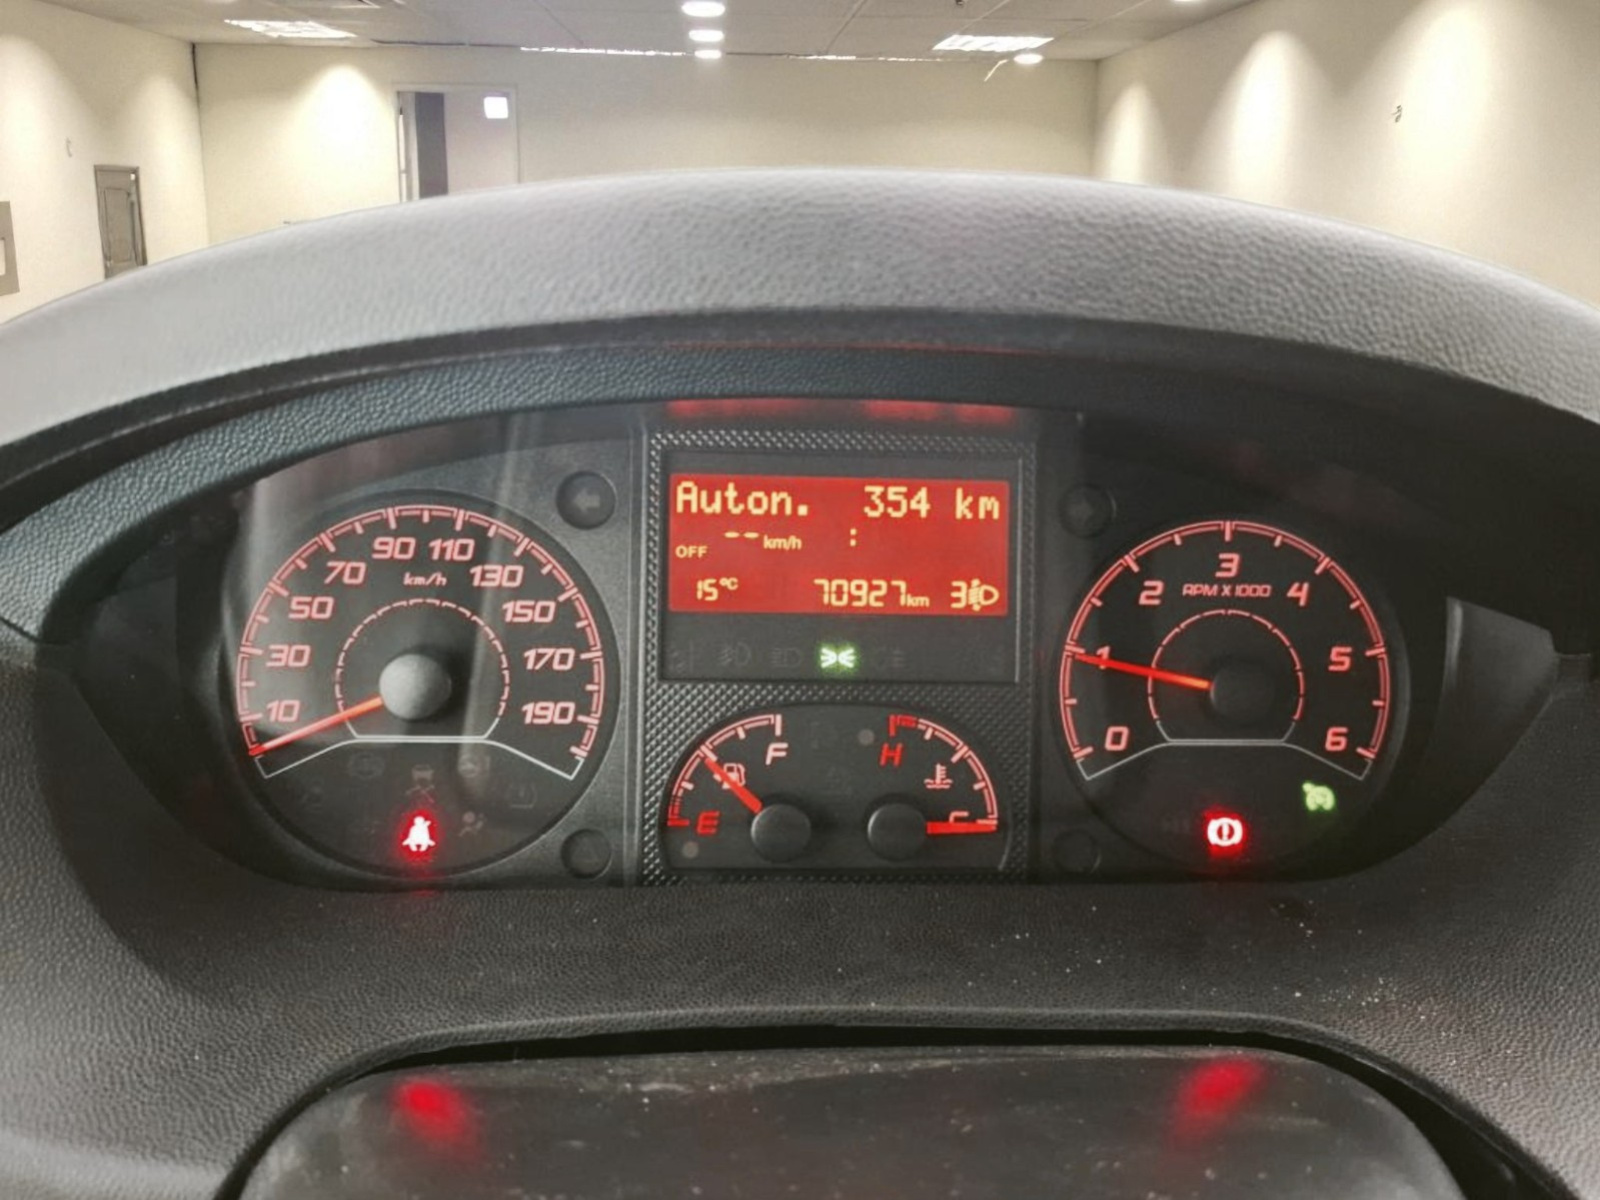 Auton. 354 km
-- km/h :
OFF
15°C 70927km 3
10 30 50 70 90 110 130 150 170 190
km/h
0 1 2 3 4 5 6
RPM X 1000
E F
H C